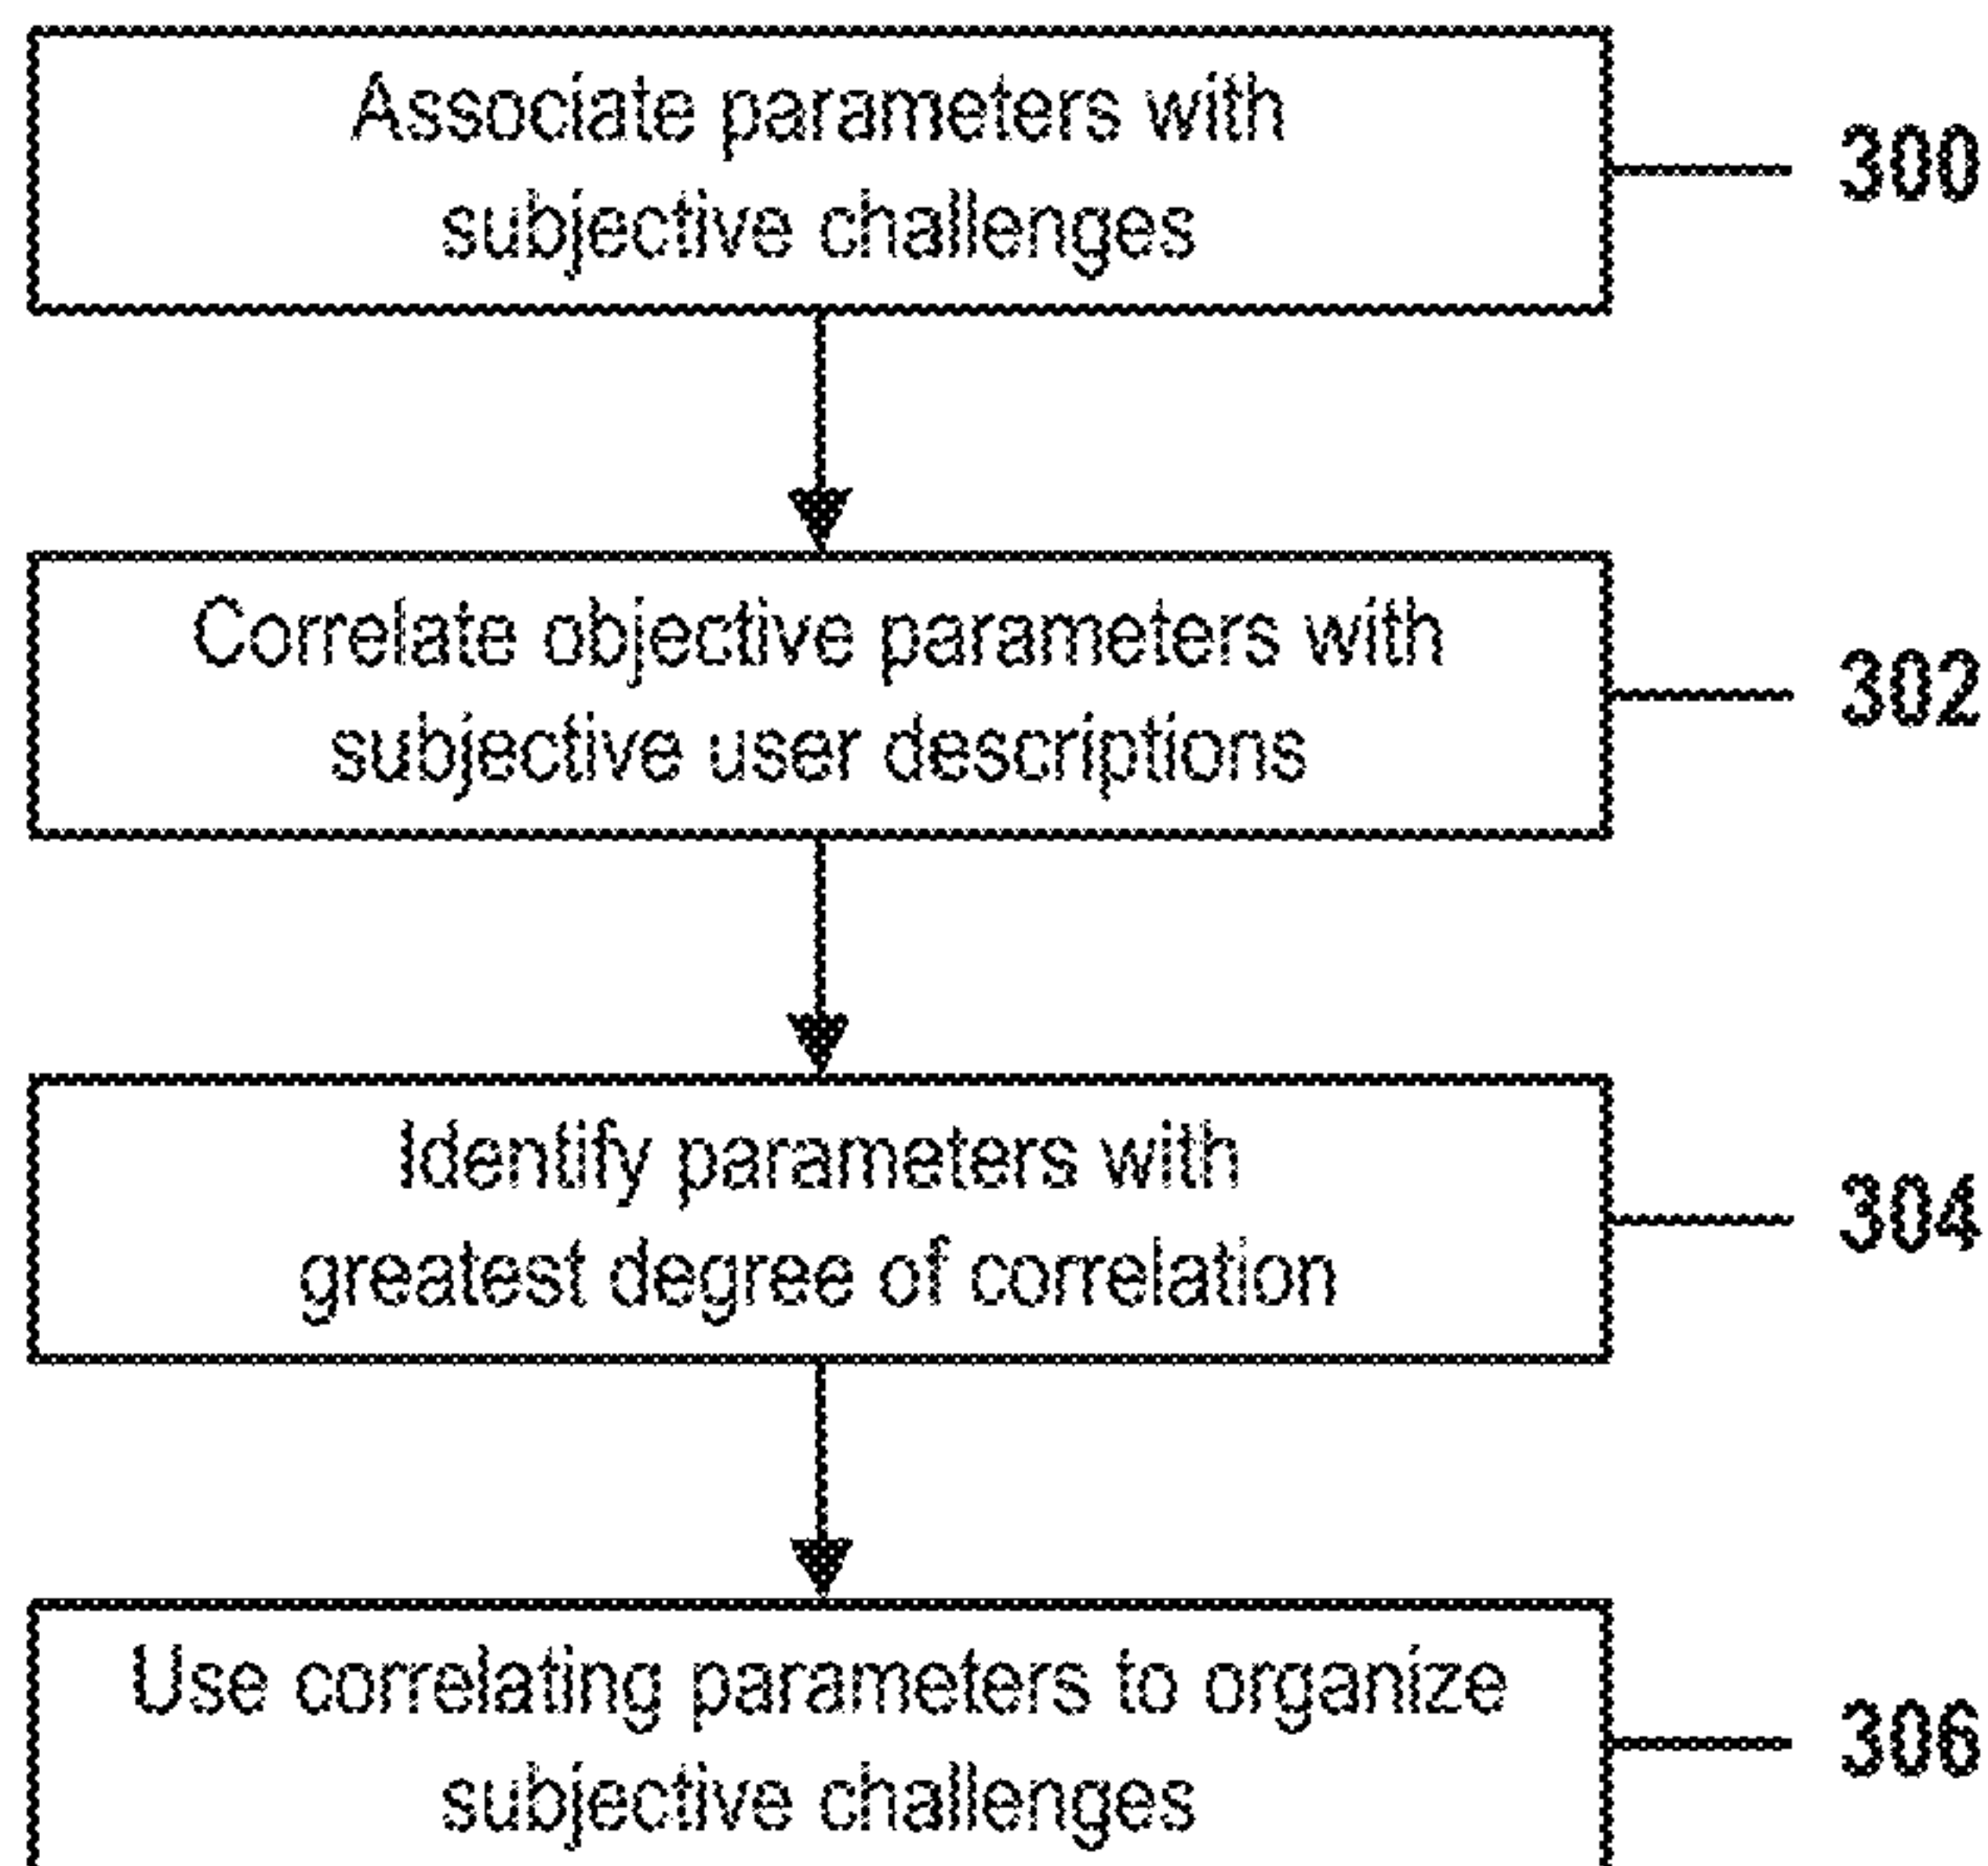 Associate parameters with
subjective challenges
300
Correlate objective parameters with
subjective user descriptions
302
Identify parameters with
greatest degree of correlation
304
Use correlating parameters to organize
subjective challenges
306